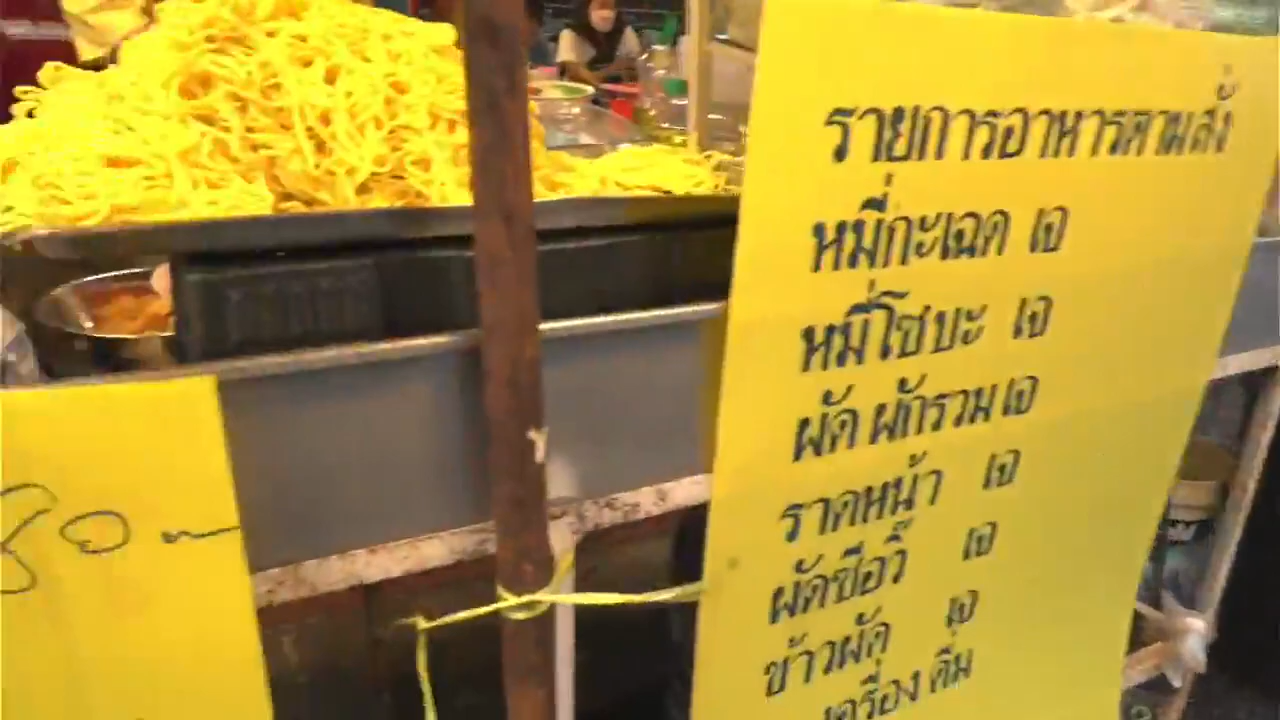 รายการอาหารตามสั่ง
หมี่กะเฉด เจ
หมี่โซบะ เจ
ผัด ผักรวม เจ
ราดหน้า เจ
ผัดซีอิ๊ว เจ
ข้าวผัด เจ
เครื่อง ดื่ม